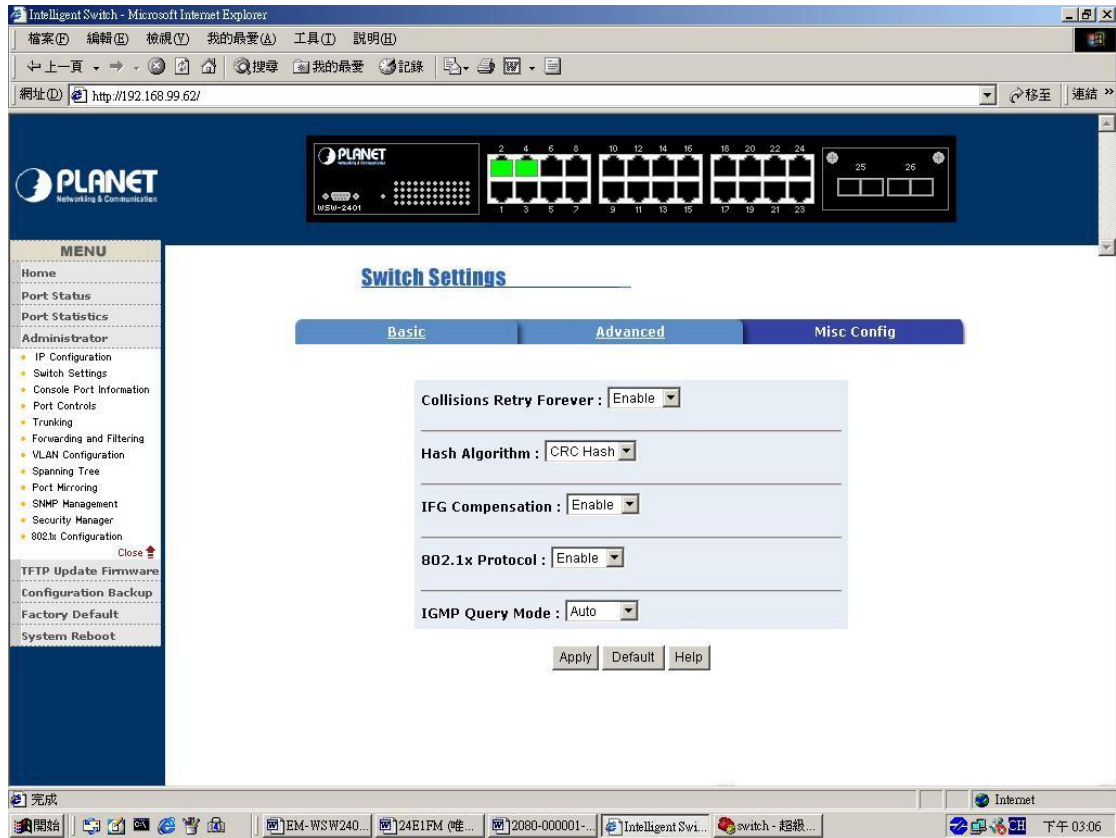 Intelligent Switch - Microsoft Internet Explorer
檔案(F) 編輯(E) 檢視(V) 我的最愛(A) 工具(T) 說明(H)
上一頁 搜尋 我的最愛 記錄
網址(D) http://192.168.99.62/ 移至 連結 »
PLANET
Networking & Communication
PLANET
Networking & Communication
WSW-2401
2 4 6 8 10 12 14 16 18 20 22 24
25 26
1 3 5 7 9 11 13 15 17 19 21 23
MENU
Home
Port Status
Port Statistics
Administrator
IP Configuration
Switch Settings
Console Port Information
Port Controls
Trunking
Forwarding and Filtering
VLAN Configuration
Spanning Tree
Port Mirroring
SNMP Management
Security Manager
802.1x Configuration
Close
TFTP Update Firmware
Configuration Backup
Factory Default
System Reboot
Switch Settings
Basic Advanced Misc Config
Collisions Retry Forever : Enable
Hash Algorithm : CRC Hash
IFG Compensation : Enable
802.1x Protocol : Enable
IGMP Query Mode : Auto
Apply Default Help
完成 Internet
開始 EM-WSW240... 24E1FM (唯... 2080-000001-... Intelligent Swi... switch - 超級... CH 下午 03:06